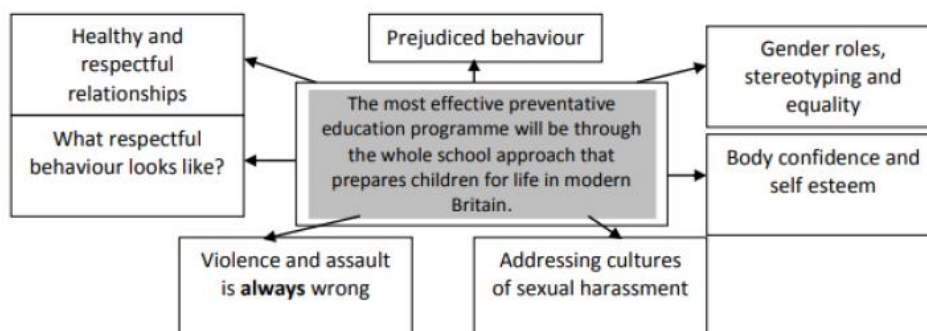 Healthy and
respectful
relationships
Prejudiced behaviour
Gender roles,
stereotyping and
equality
What respectful
behaviour looks like?
The most effective preventative
education programme will be through
the whole school approach that
prepares children for life in modern
Britain.
Body confidence and
self esteem
Violence and assault
is always wrong
Addressing cultures
of sexual harassment